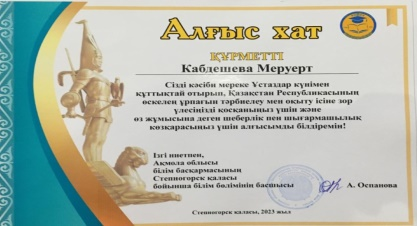 Алғыс хат
ҚҰРМЕТТІ
Кабдешева Меруерт
Сізді кәсіби мереке Ұстаздар күнімен
құттықтай отырып, Қазақстан Республикасының
өскелең ұрпағын тәрбиелеу мен оқыту ісіне зор
үлесіңізді қосқаныңыз үшін және
өз жұмысына деген шеберлік пен шығармашылық
көзқарасыңыз үшін алғысымды білдіремін!
Ізгі ниетпен,
Ақмола облысы
білім басқармасының
Степногорск қаласы
бойынша білім бөлімінің басшысы
А. Оспанова
Степногорск қаласы, 2023 жыл